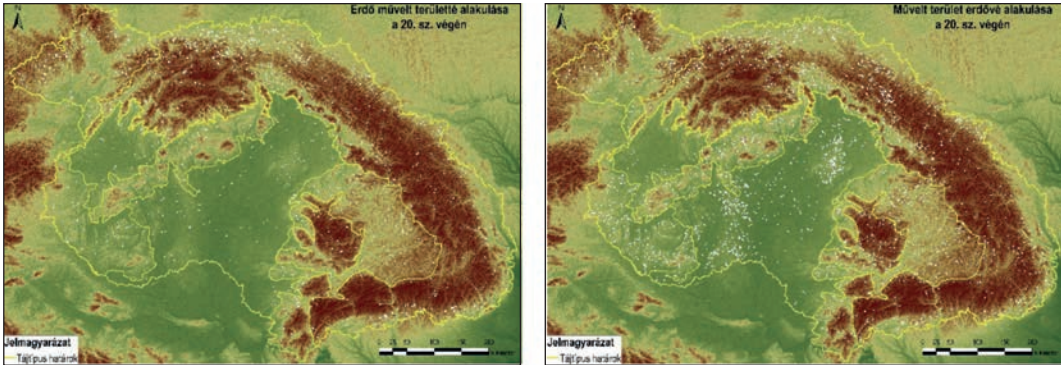 Erdő művelt területté alakulása
a 20. sz. végén
N
Jelmagyarázat
Tájtípus határok
Művelt terület erdővé alakulása
a 20. sz. végén
N
Jelmagyarázat
Tájtípus határok